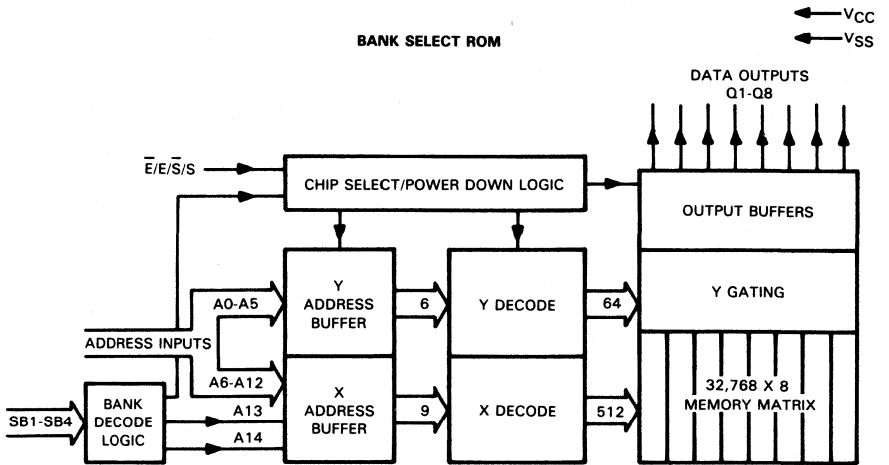 VCC
BANK SELECT ROM
VSS
DATA OUTPUTS
Q1-Q8
E̅/E/S̅/S
CHIP SELECT/POWER DOWN LOGIC
OUTPUT BUFFERS
A0-A5
Y
ADDRESS
BUFFER
6
Y DECODE
64
Y GATING
ADDRESS INPUTS
A6-A12
BANK
DECODE
LOGIC
SB1-SB4
A13
A14
X
ADDRESS
BUFFER
9
X DECODE
512
32,768 X 8
MEMORY MATRIX